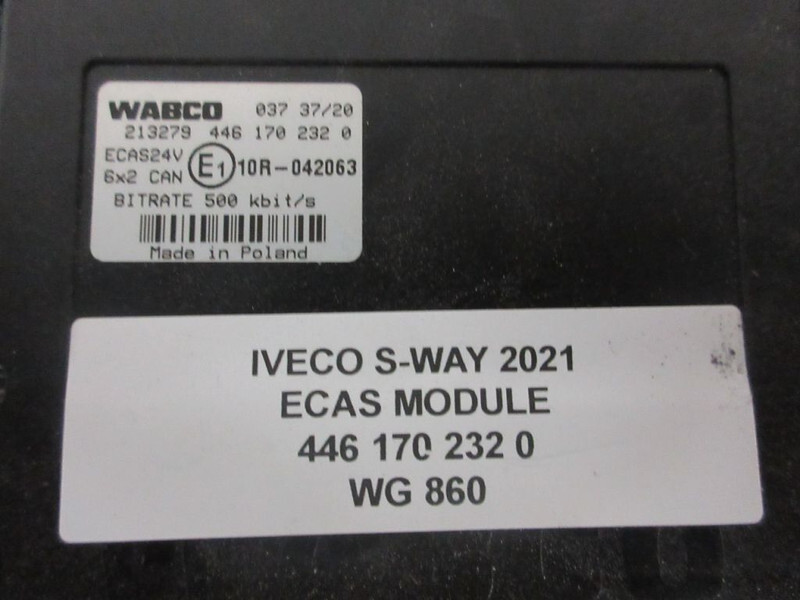 WABCO 037 37/20
213279 446 170 232 0
ECAS24V
6x2 CAN
E1 10R-042063
BITRATE 500 kbit/s
Made in Poland
IVECO S-WAY 2021
ECAS MODULE
446 170 232 0
WG 860